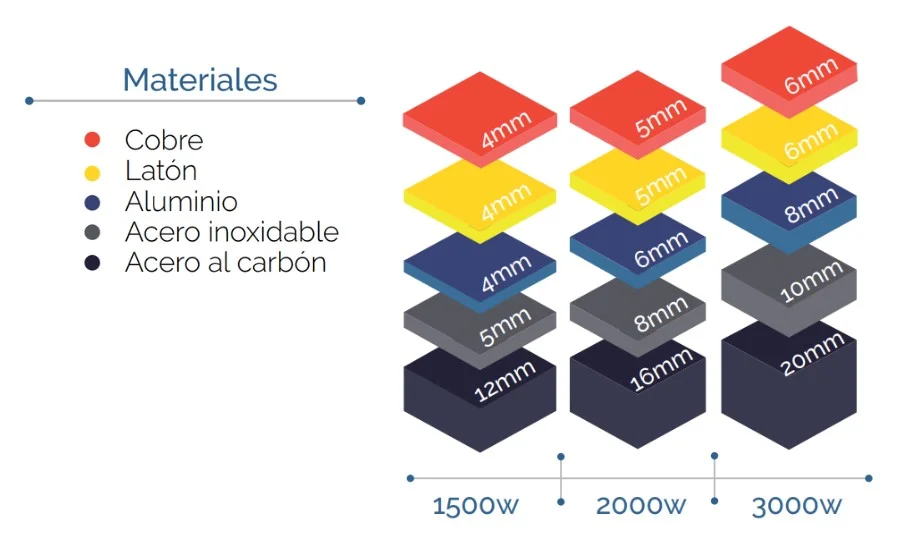 Materiales
Cobre
Latón
Aluminio
Acero inoxidable
Acero al carbón
4mm
4mm
4mm
5mm
12mm
5mm
5mm
6mm
8mm
16mm
6mm
6mm
8mm
10mm
20mm
1500w
2000w
3000w